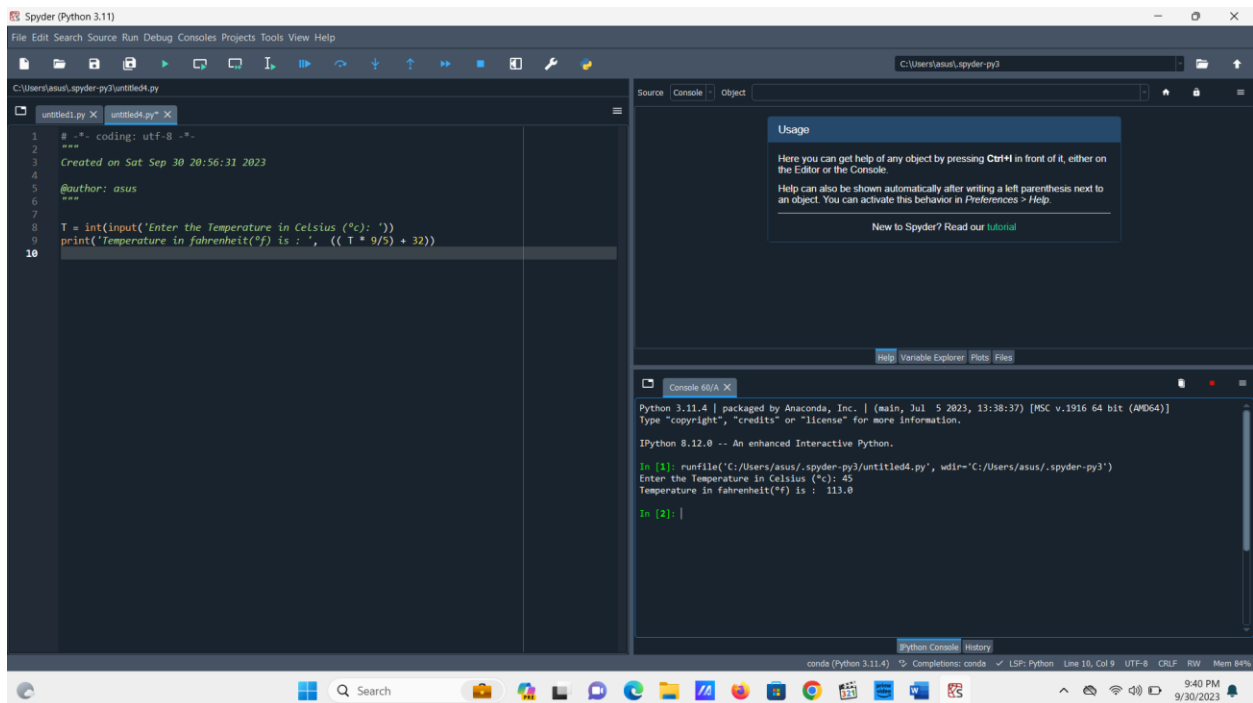 Spyder (Python 3.11)
File Edit Search Source Run Debug Consoles Projects Tools View Help
C:\Users\asus\.spyder-py3
C:\Users\asus\.spyder-py3\untitled4.py
untitled1.py X untitled4.py* X
1 # -*- coding: utf-8 -*-
2 """
3 Created on Sat Sep 30 20:56:31 2023
4
5 @author: asus
6 """
7
8 T = int(input('Enter the Temperature in Celsius (ºc): '))
9 print('Temperature in fahrenheit(ºf) is : ', (( T * 9/5) + 32))
10
Source Console Object
Usage
Here you can get help of any object by pressing Ctrl+I in front of it, either on
the Editor or the Console.
Help can also be shown automatically after writing a left parenthesis next to
an object. You can activate this behavior in Preferences > Help.
New to Spyder? Read our tutorial
Help Variable Explorer Plots Files
Console 60/A X
Python 3.11.4 | packaged by Anaconda, Inc. | (main, Jul 5 2023, 13:38:37) [MSC v.1916 64 bit (AMD64)]
Type "copyright", "credits" or "license" for more information.
IPython 8.12.0 -- An enhanced Interactive Python.
In [1]: runfile('C:/Users/asus/.spyder-py3/untitled4.py', wdir='C:/Users/asus/.spyder-py3')
Enter the Temperature in Celsius (ºc): 45
Temperature in fahrenheit(ºf) is :  113.0
In [2]:
IPython Console History
conda (Python 3.11.4) Completions: conda LSP: Python Line 10, Col 9 UTF-8 CRLF RW Mem 84%
Search
9:40 PM
9/30/2023